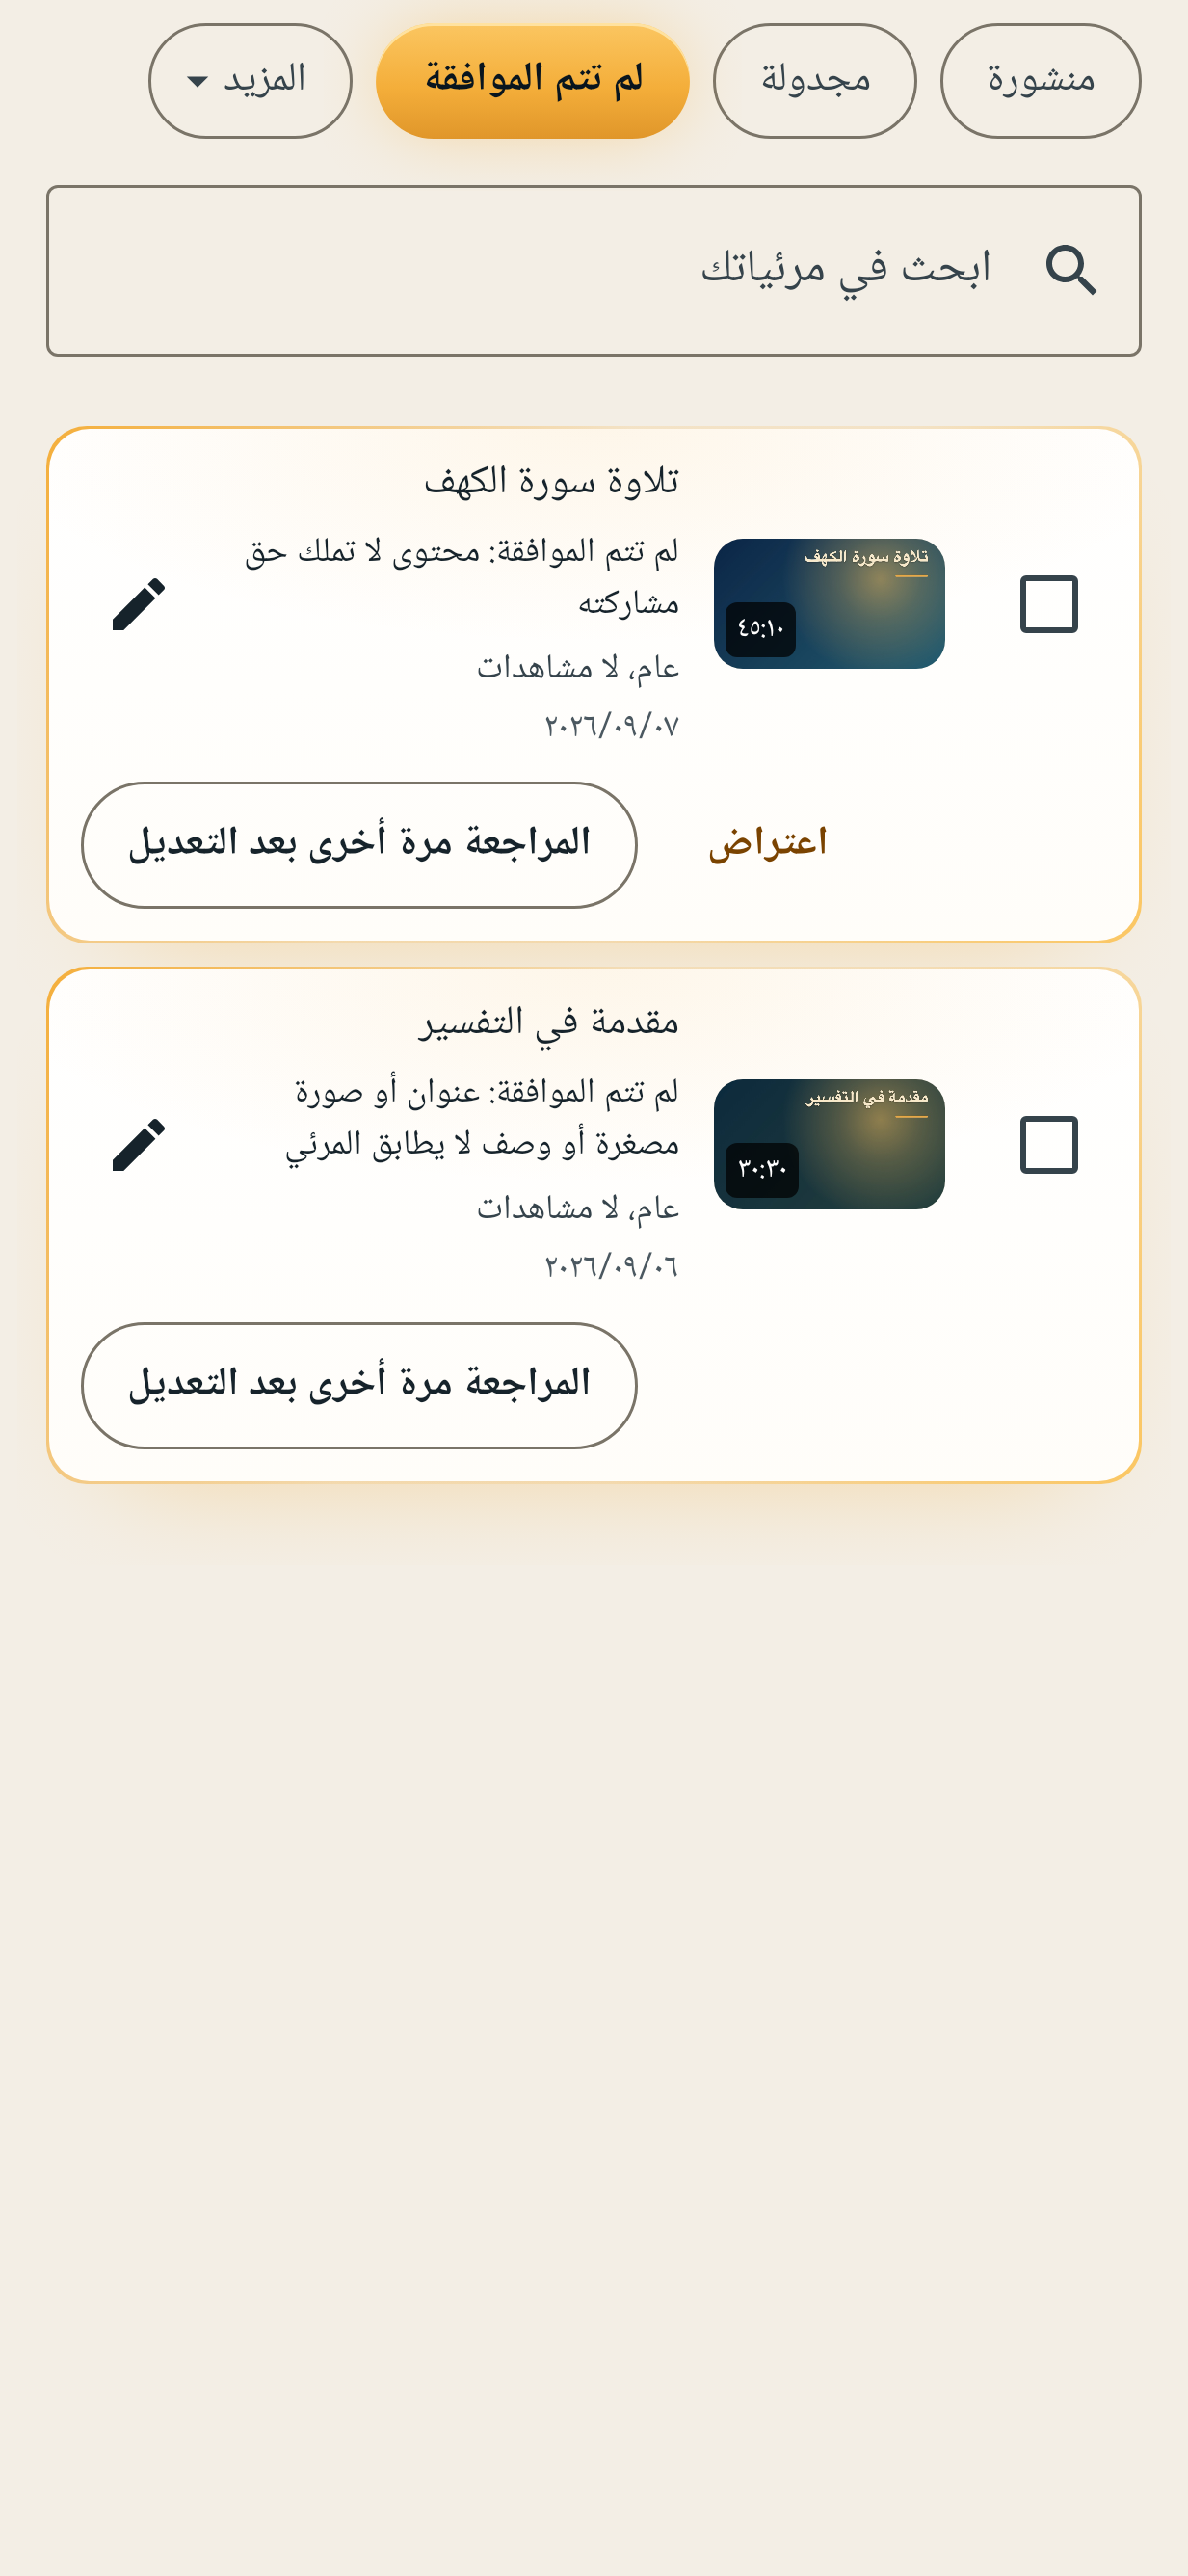 منشورة
مجدولة
لم تتم الموافقة
المزيد
ابحث في مرئياتك
تلاوة سورة الكهف
تلاوة سورة الكهف
٤٥:١٠
لم تتم الموافقة: محتوى لا تملك حق
مشاركته
عام، لا مشاهدات
٢٠٢٦/٠٩/٠٧
اعتراض
المراجعة مرة أخرى بعد التعديل
مقدمة في التفسير
مقدمة في التفسير
٣٠:٣٠
لم تتم الموافقة: عنوان أو صورة
مصغرة أو وصف لا يطابق المرئي
عام، لا مشاهدات
٢٠٢٦/٠٩/٠٦
المراجعة مرة أخرى بعد التعديل